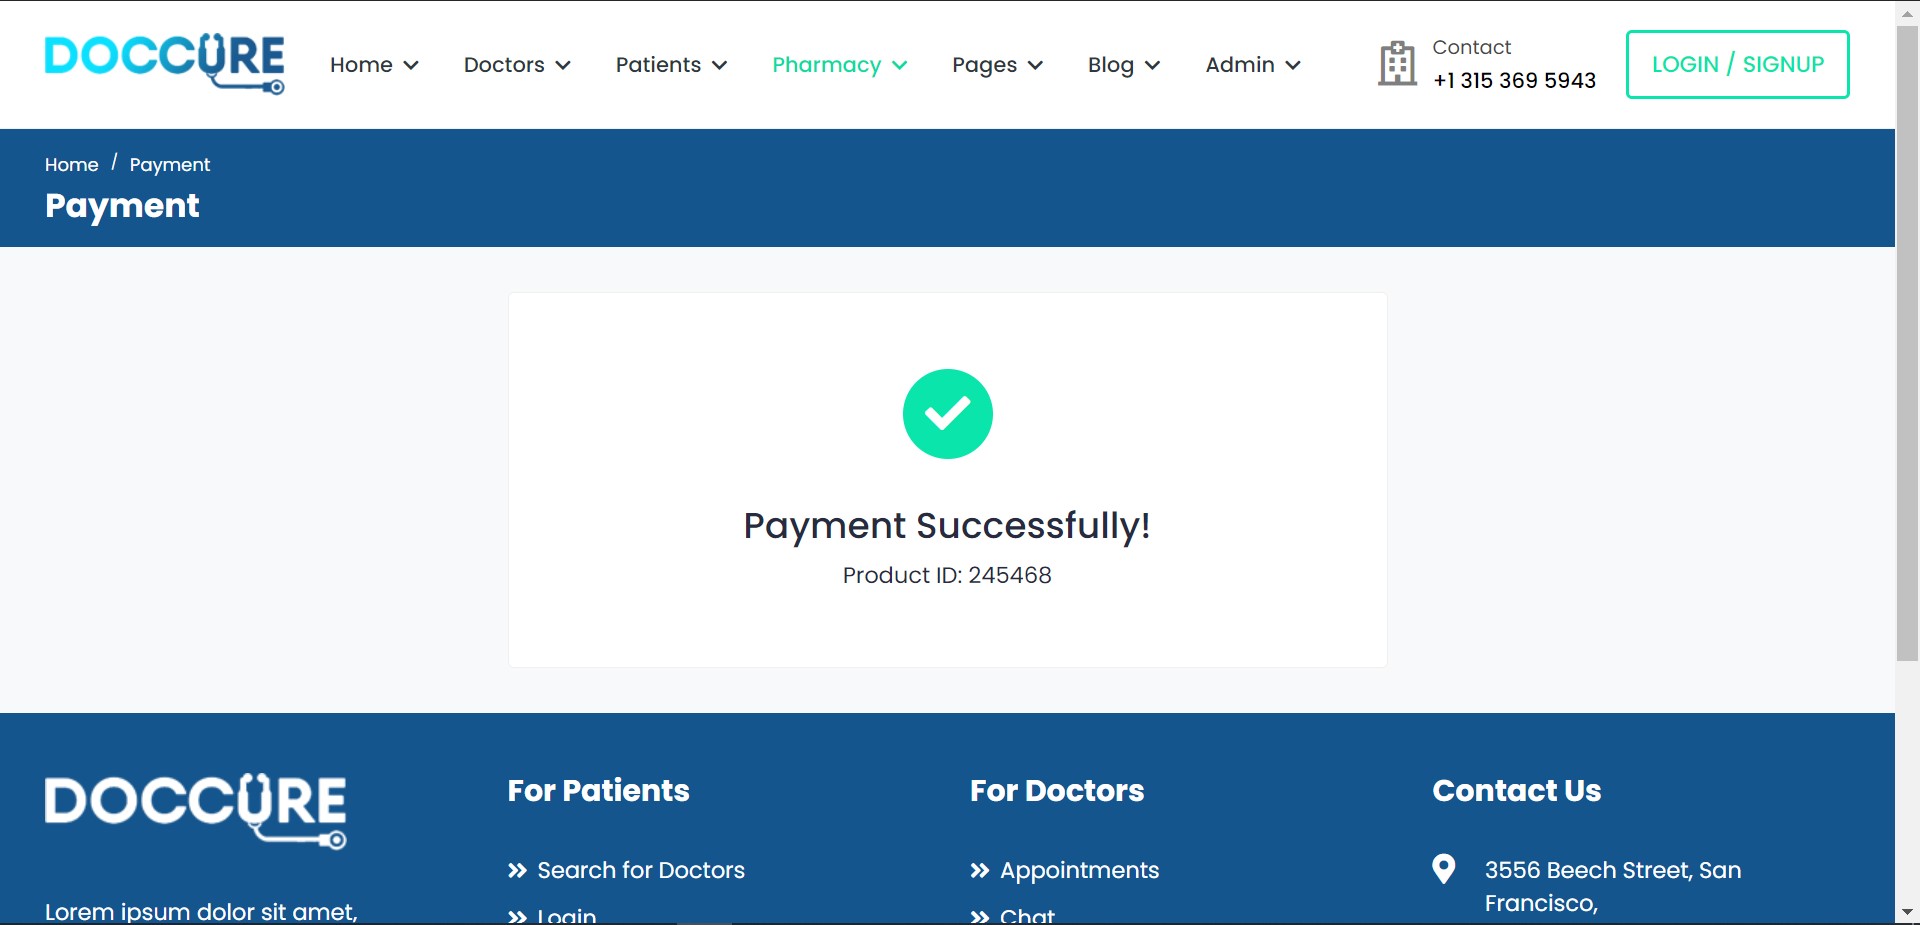 DOCCURE
Home Doctors Patients Pharmacy Pages Blog Admin
Contact
+1 315 369 5943
LOGIN / SIGNUP
Home / Payment
Payment
Payment Successfully!
Product ID: 245468
DOCCURE
Lorem ipsum dolor sit amet,
For Patients
Search for Doctors
Login
For Doctors
Appointments
Chat
Contact Us
3556 Beech Street, San
Francisco,